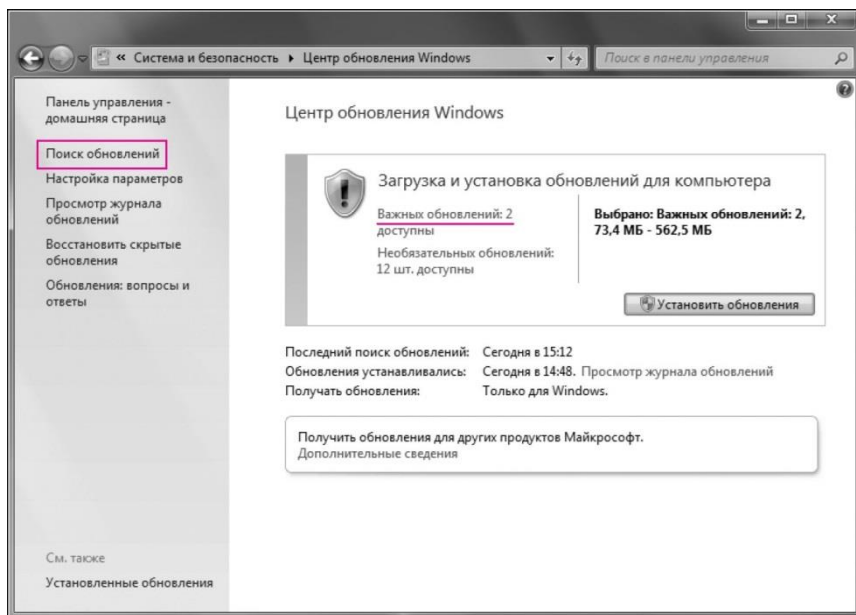 « Система и безопасность ▸ Центр обновления Windows
Поиск в панели управления
Панель управления -
домашняя страница
Поиск обновлений
Настройка параметров
Просмотр журнала
обновлений
Восстановить скрытые
обновления
Обновления: вопросы и
ответы
См. также
Установленные обновления
Центр обновления Windows
Загрузка и установка обновлений для компьютера
Важных обновлений: 2
доступны
Необязательных обновлений:
12 шт. доступны
Выбрано: Важных обновлений: 2,
73,4 МБ - 562,5 МБ
Установить обновления
Последний поиск обновлений: Сегодня в 15:12
Обновления устанавливались: Сегодня в 14:48. Просмотр журнала обновлений
Получать обновления: Только для Windows.
Получить обновления для других продуктов Майкрософт.
Дополнительные сведения